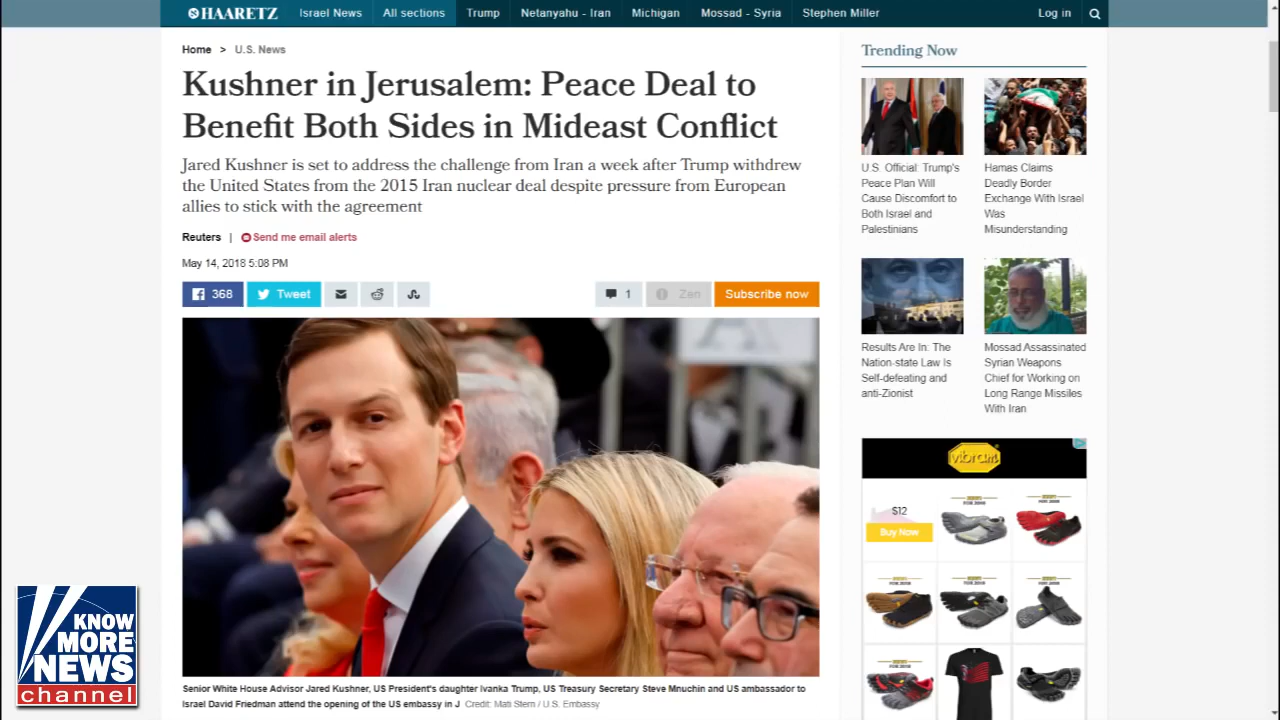 HAARETZ Israel News All sections Trump Netanyahu - Iran Michigan Mossad - Syria Stephen Miller Log in
Home > U.S. News
Kushner in Jerusalem: Peace Deal to
Benefit Both Sides in Mideast Conflict
Jared Kushner is set to address the challenge from Iran a week after Trump withdrew
the United States from the 2015 Iran nuclear deal despite pressure from European
allies to stick with the agreement
Reuters | Send me email alerts
May 14, 2018 5:08 PM
368 Tweet 1 Zen Subscribe now
A
Senior White House Advisor Jared Kushner, US President's daughter Ivanka Trump, US Treasury Secretary Steve Mnuchin and US ambassador to
Israel David Friedman attend the opening of the US embassy in J Credit: Mati Stern / U.S. Embassy
Trending Now
U.S. Official: Trump's
Peace Plan Will
Cause Discomfort to
Both Israel and
Palestinians
Hamas Claims
Deadly Border
Exchange With Israel
Was
Misunderstanding
Results Are In: The
Nation-state Law Is
Self-defeating and
anti-Zionist
Mossad Assassinated
Syrian Weapons
Chief for Working on
Long Range Missiles
With Iran
vibram
$12
Buy Now
KNOW
MORE
NEWS
channel